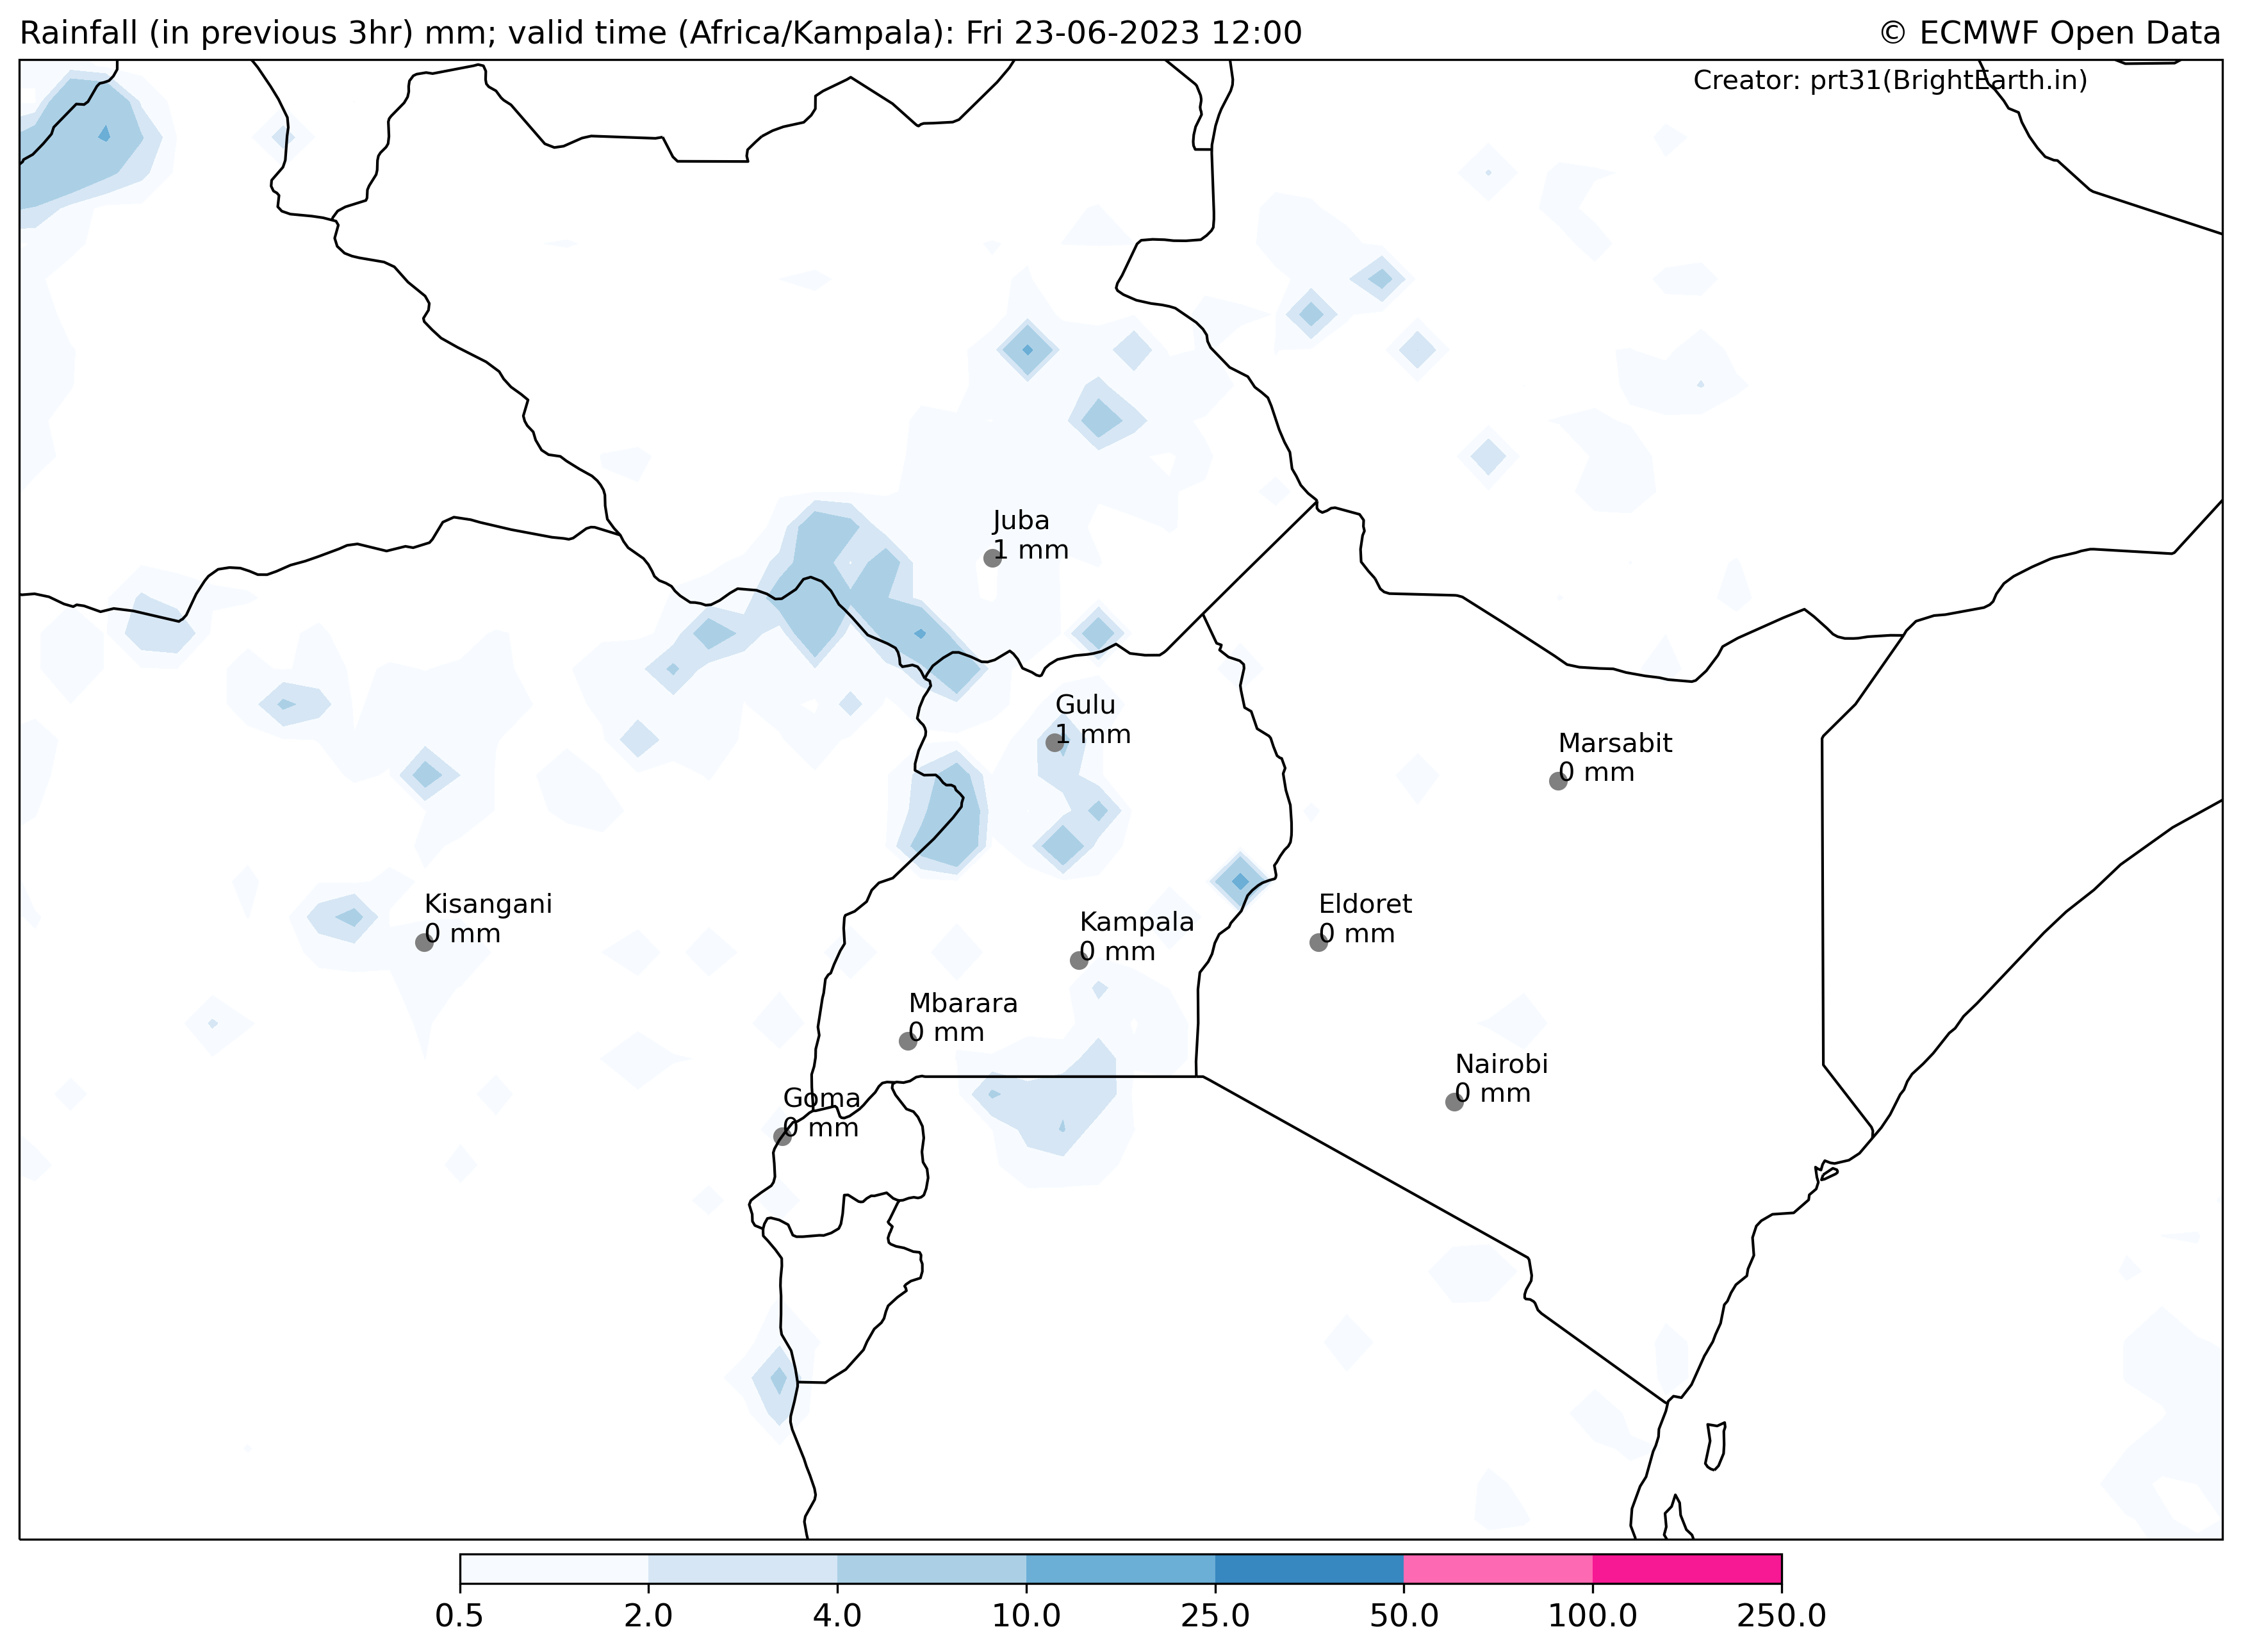 Rainfall (in previous 3hr) mm; valid time (Africa/Kampala): Fri 23-06-2023 12:00
© ECMWF Open Data
Creator: prt31(BrightEarth.in)
Juba
1 mm
Gulu
1 mm
Marsabit
0 mm
Kisangani
0 mm
Eldoret
0 mm
Kampala
0 mm
Mbarara
0 mm
Nairobi
0 mm
Goma
0 mm
0.5 2.0 4.0 10.0 25.0 50.0 100.0 250.0